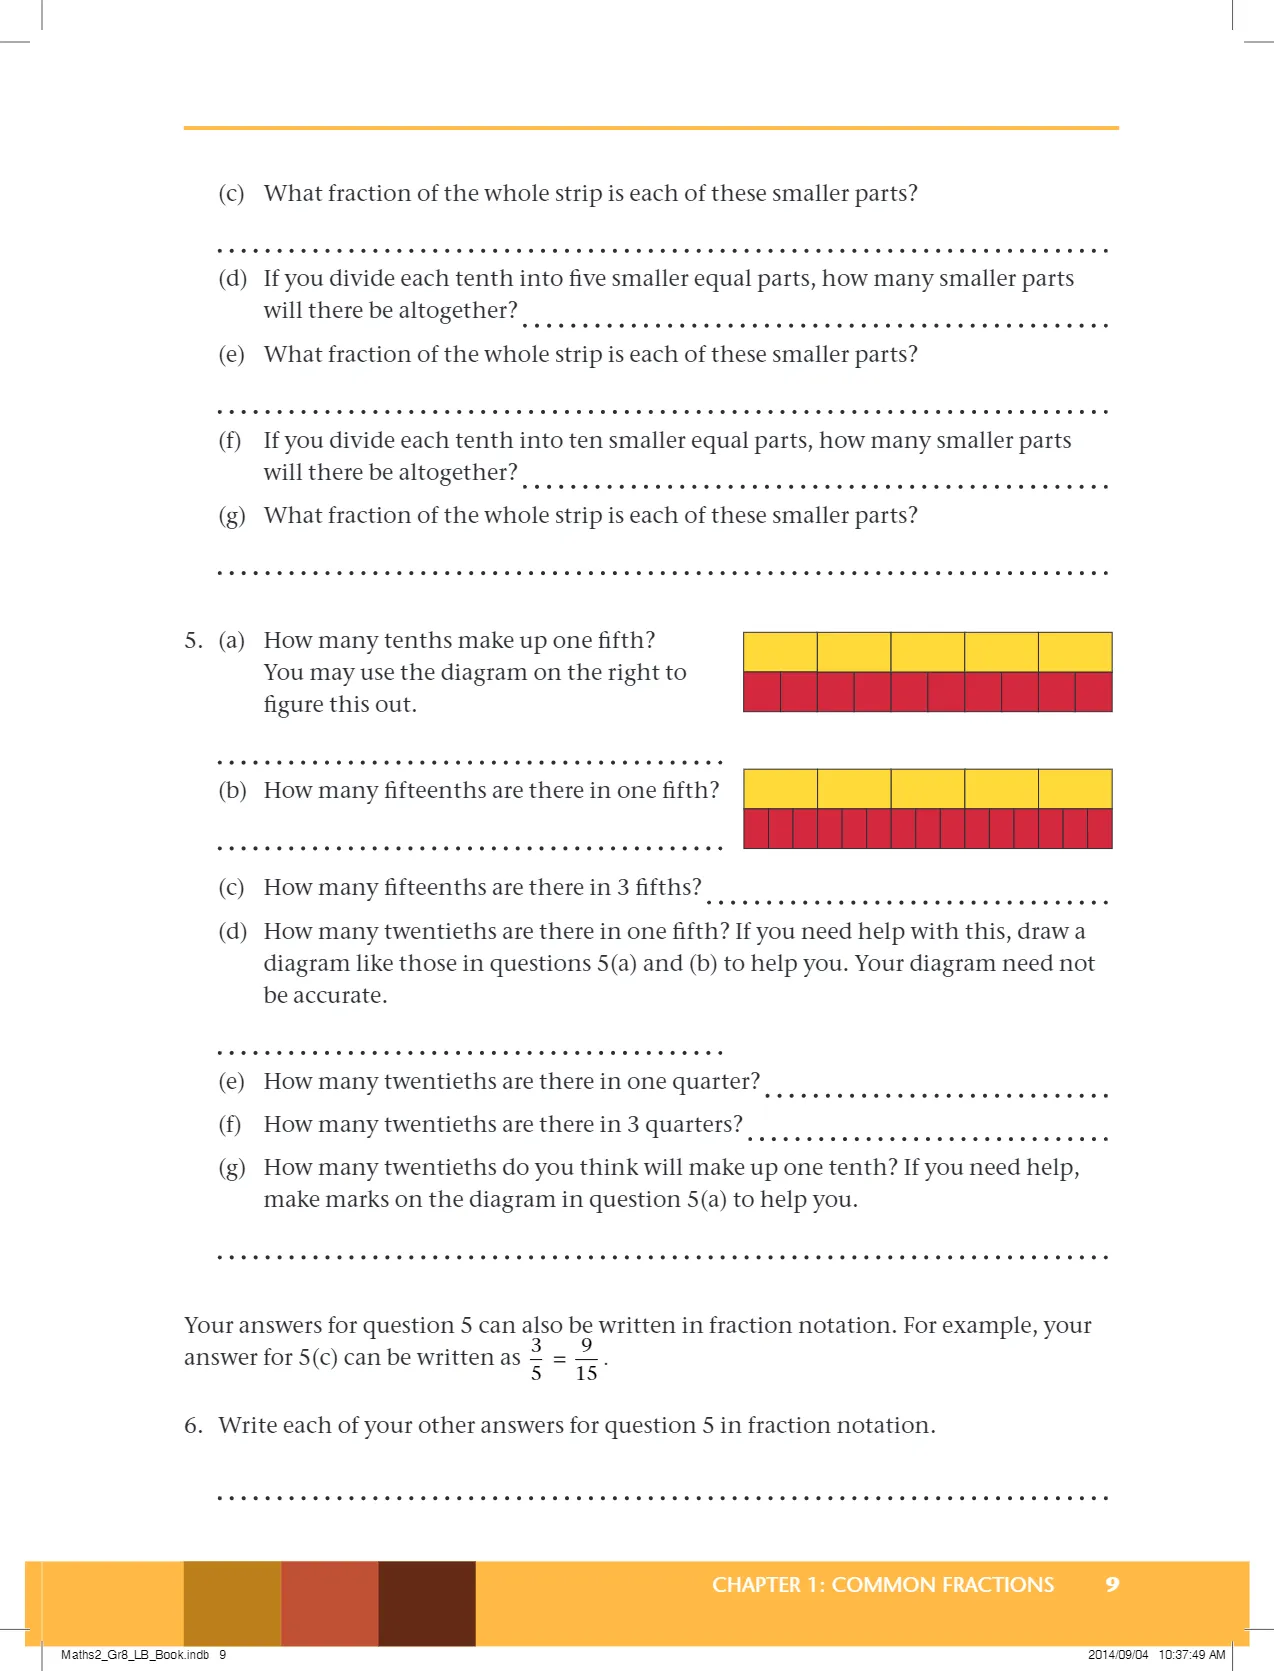 (c) What fraction of the whole strip is each of these smaller parts?
(d) If you divide each tenth into five smaller equal parts, how many smaller parts
will there be altogether?
(e) What fraction of the whole strip is each of these smaller parts?
(f) If you divide each tenth into ten smaller equal parts, how many smaller parts
will there be altogether?
(g) What fraction of the whole strip is each of these smaller parts?
5. (a) How many tenths make up one fifth?
You may use the diagram on the right to
figure this out.
(b) How many fifteenths are there in one fifth?
(c) How many fifteenths are there in 3 fifths?
(d) How many twentieths are there in one fifth? If you need help with this, draw a
diagram like those in questions 5(a) and (b) to help you. Your diagram need not
be accurate.
(e) How many twentieths are there in one quarter?
(f) How many twentieths are there in 3 quarters?
(g) How many twentieths do you think will make up one tenth? If you need help,
make marks on the diagram in question 5(a) to help you.
Your answers for question 5 can also be written in fraction notation. For example, your
answer for 5(c) can be written as 3/5 = 9/15.
6. Write each of your other answers for question 5 in fraction notation.
CHAPTER 1: COMMON FRACTIONS 9
Maths2_Gr8_LB_Book.indb 9 2014/09/04 10:37:49 AM